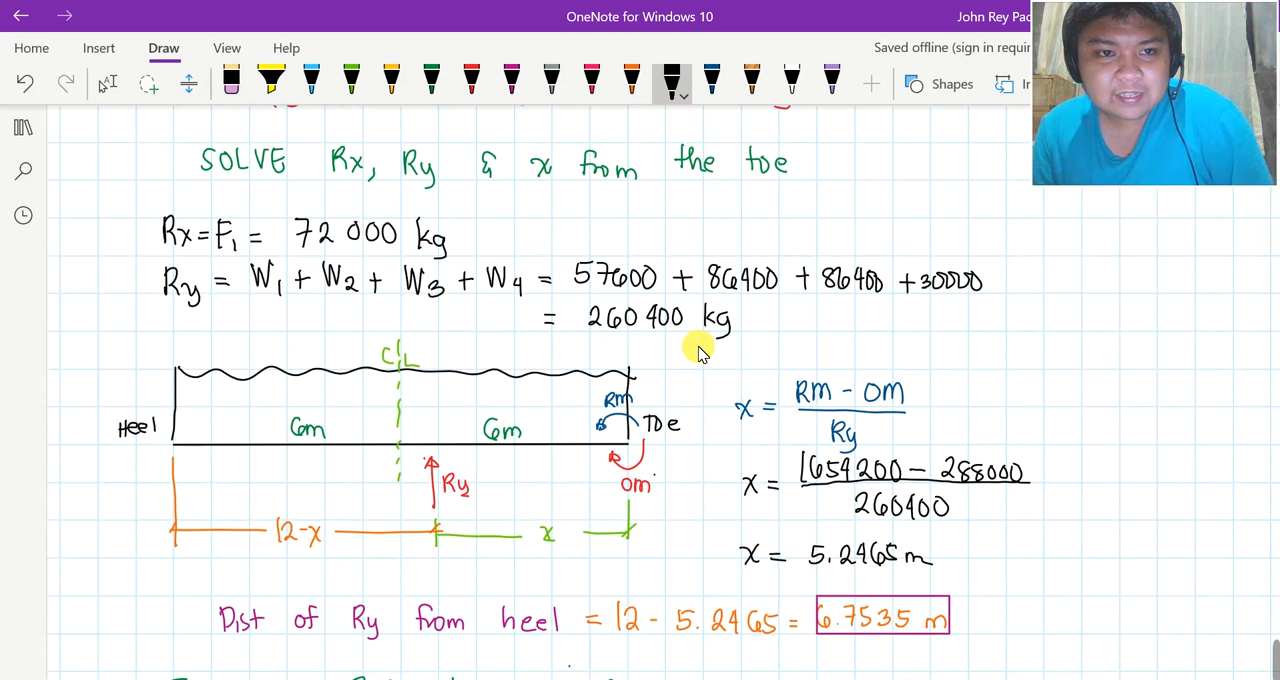 OneNote for Windows 10
John Rey Pac
Home Insert Draw View Help
Saved offline (sign in requir
Shapes
In
SOLVE Rx, Ry & x from the toe
Rx = F1 = 72 000 kg
Ry = W1 + W2 + W3 + W4 = 57600 + 86400 + 86400 + 30000
= 260 400 kg
C L
Heel 6m 6m RM Toe
Ry OM
12-x x
x = RM - OM
Ry
x = 1654200 - 288000
260400
x = 5.2465 m
Dist of Ry from heel = 12 - 5.2465 = 6.7535 m